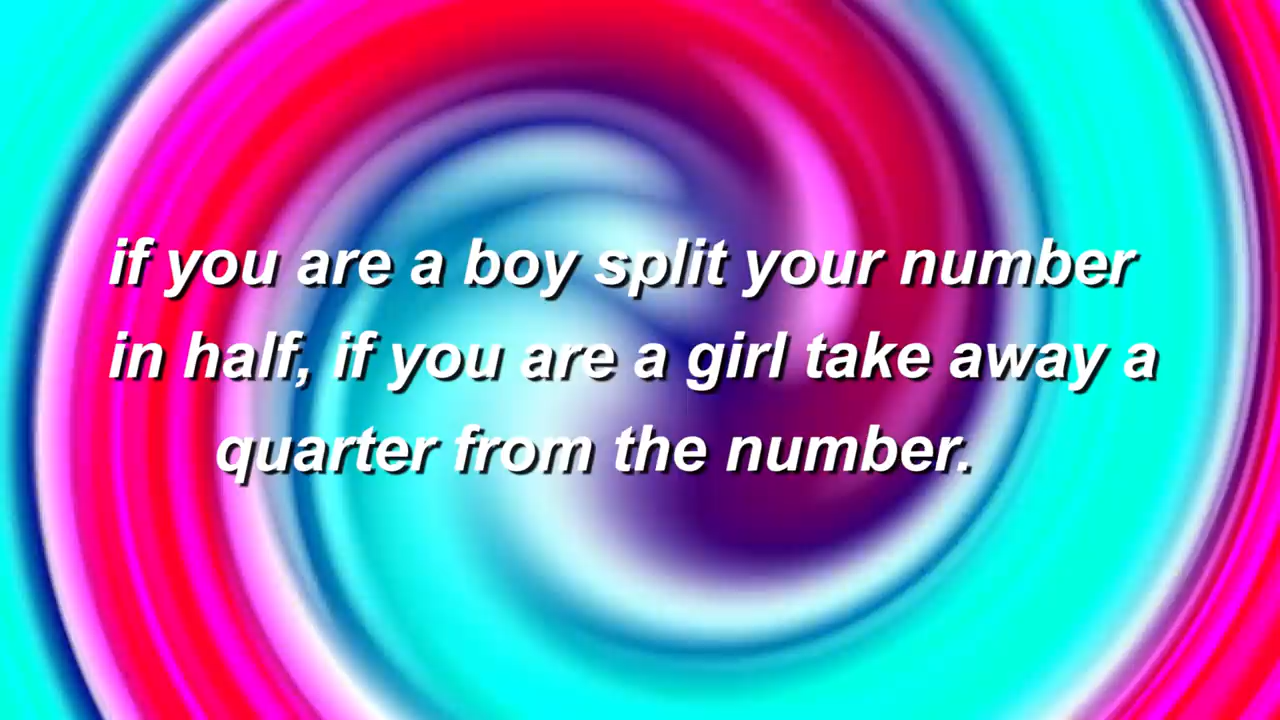 if you are a boy split your number
in half, if you are a girl take away a
quarter from the number.